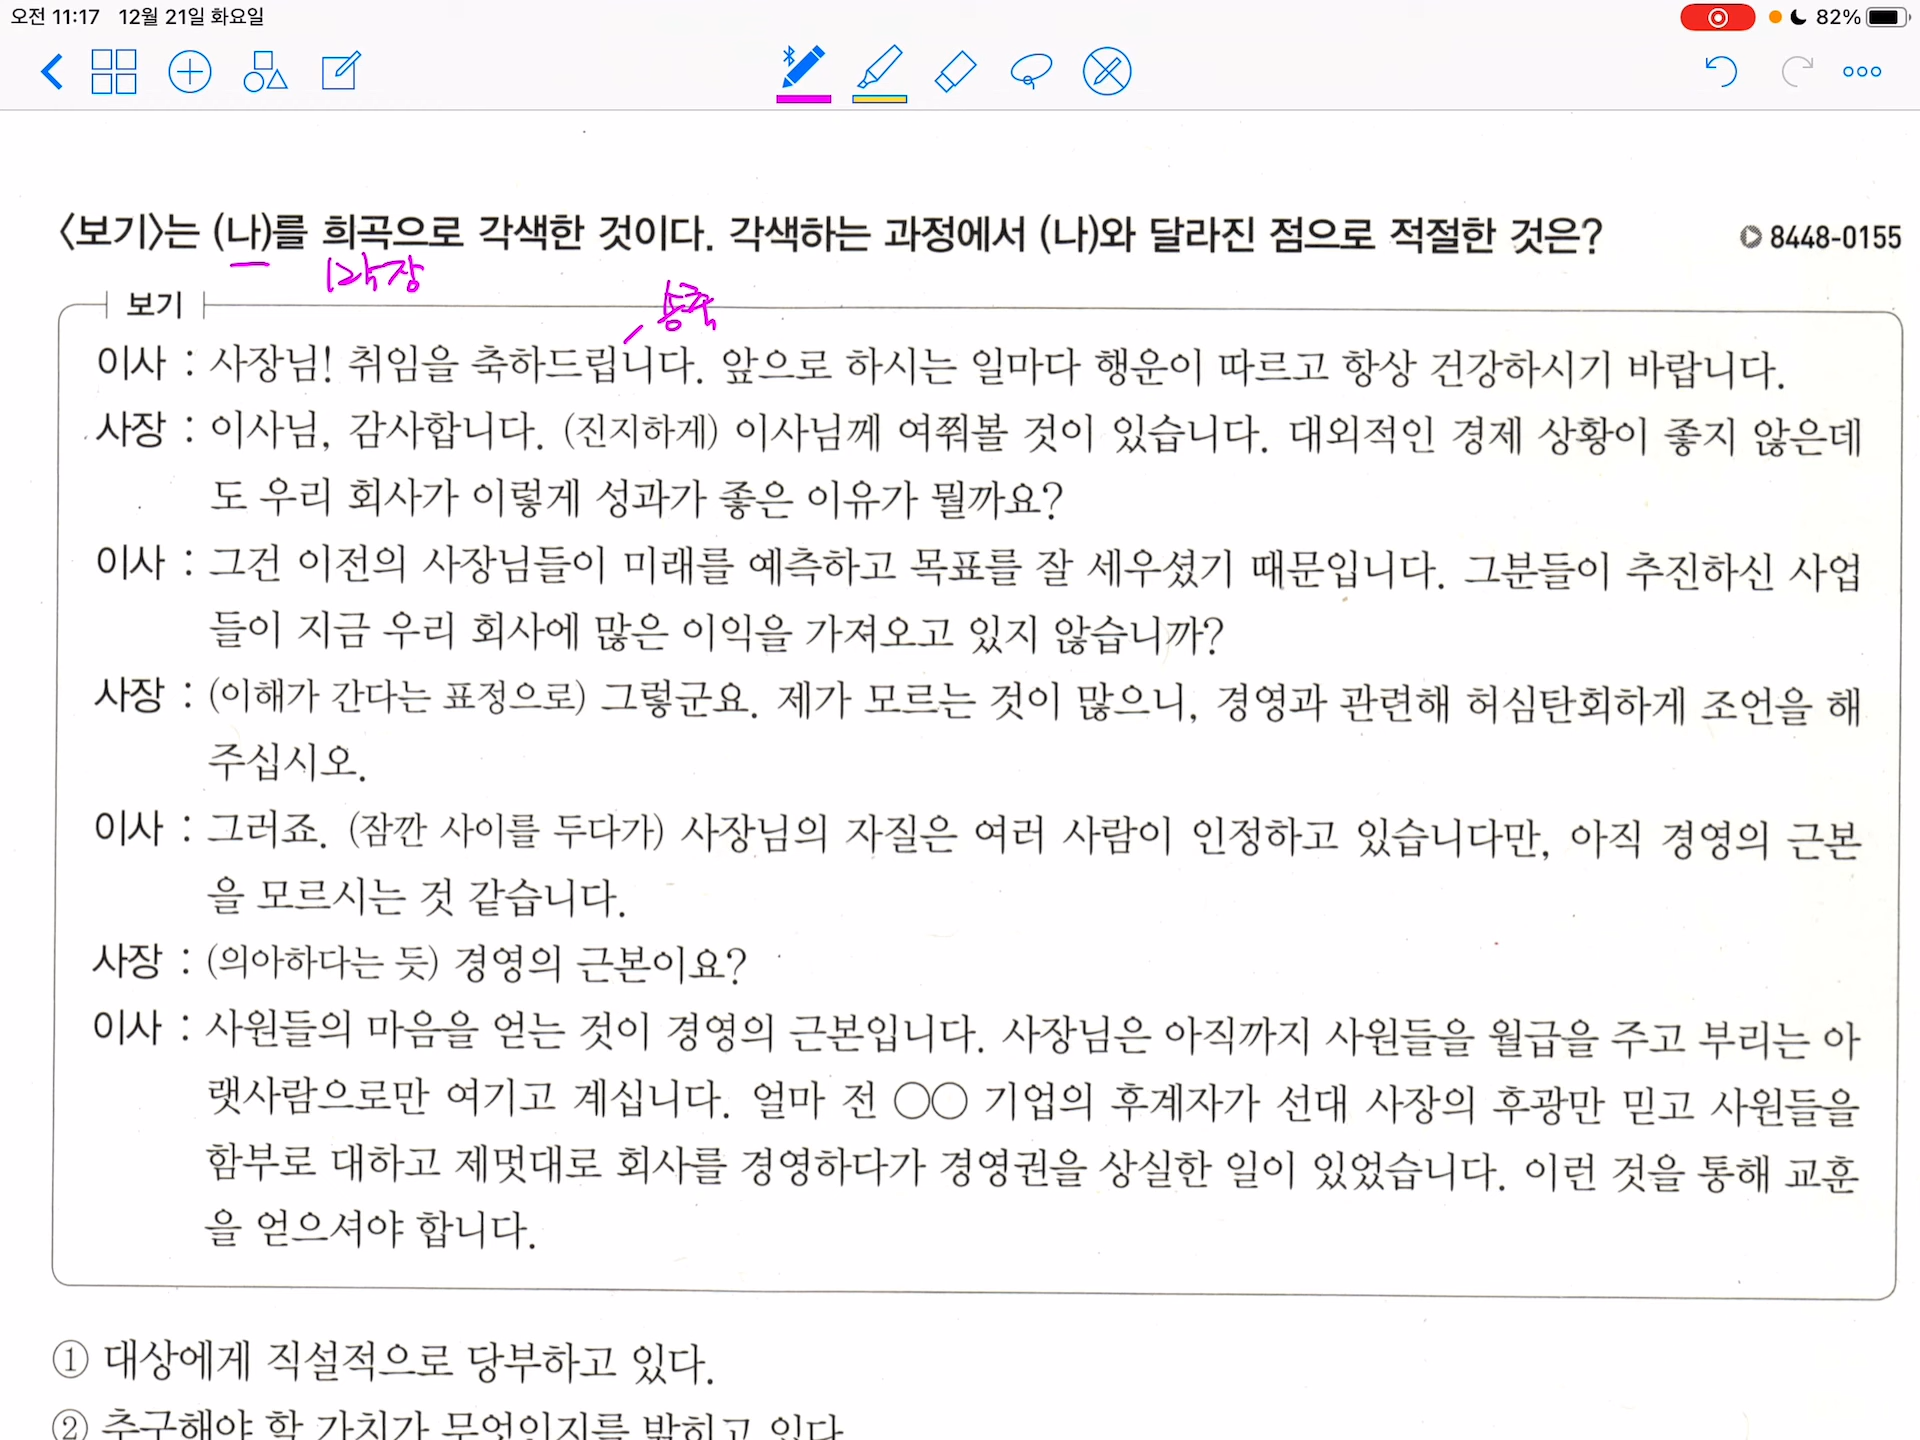 오전 11:17 12월 21일 화요일
82%
〈보기〉는 (나)를 희곡으로 각색한 것이다. 각색하는 과정에서 (나)와 달라진 점으로 적절한 것은?
8448-0155
보기
이사 : 사장님! 취임을 축하드립니다. 앞으로 하시는 일마다 행운이 따르고 항상 건강하시기 바랍니다.
사장 : 이사님, 감사합니다. (진지하게) 이사님께 여쭤볼 것이 있습니다. 대외적인 경제 상황이 좋지 않은데
도 우리 회사가 이렇게 성과가 좋은 이유가 뭘까요?
이사 : 그건 이전의 사장님들이 미래를 예측하고 목표를 잘 세우셨기 때문입니다. 그분들이 추진하신 사업
들이 지금 우리 회사에 많은 이익을 가져오고 있지 않습니까?
사장 : (이해가 간다는 표정으로) 그렇군요. 제가 모르는 것이 많으니, 경영과 관련해 허심탄회하게 조언을 해
주십시오.
이사 : 그러죠. (잠깐 사이를 두다가) 사장님의 자질은 여러 사람이 인정하고 있습니다만, 아직 경영의 근본
을 모르시는 것 같습니다.
사장 : (의아하다는 듯) 경영의 근본이요?
이사 : 사원들의 마음을 얻는 것이 경영의 근본입니다. 사장님은 아직까지 사원들을 월급을 주고 부리는 아
랫사람으로만 여기고 계십니다. 얼마 전 ○○ 기업의 후계자가 선대 사장의 후광만 믿고 사원들을
함부로 대하고 제멋대로 회사를 경영하다가 경영권을 상실한 일이 있었습니다. 이런 것을 통해 교훈
을 얻으셔야 합니다.
① 대상에게 직설적으로 당부하고 있다.
② 추구해야 할 가치가 무엇인지를 밝히고 있다.